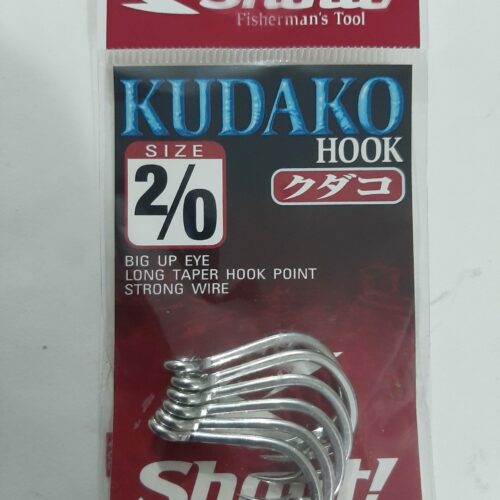 Shout!
Fisherman's Tool
KUDAKO
HOOK
SIZE
2/0
クダコ
BIG UP EYE
LONG TAPER HOOK POINT
STRONG WIRE
Shout!